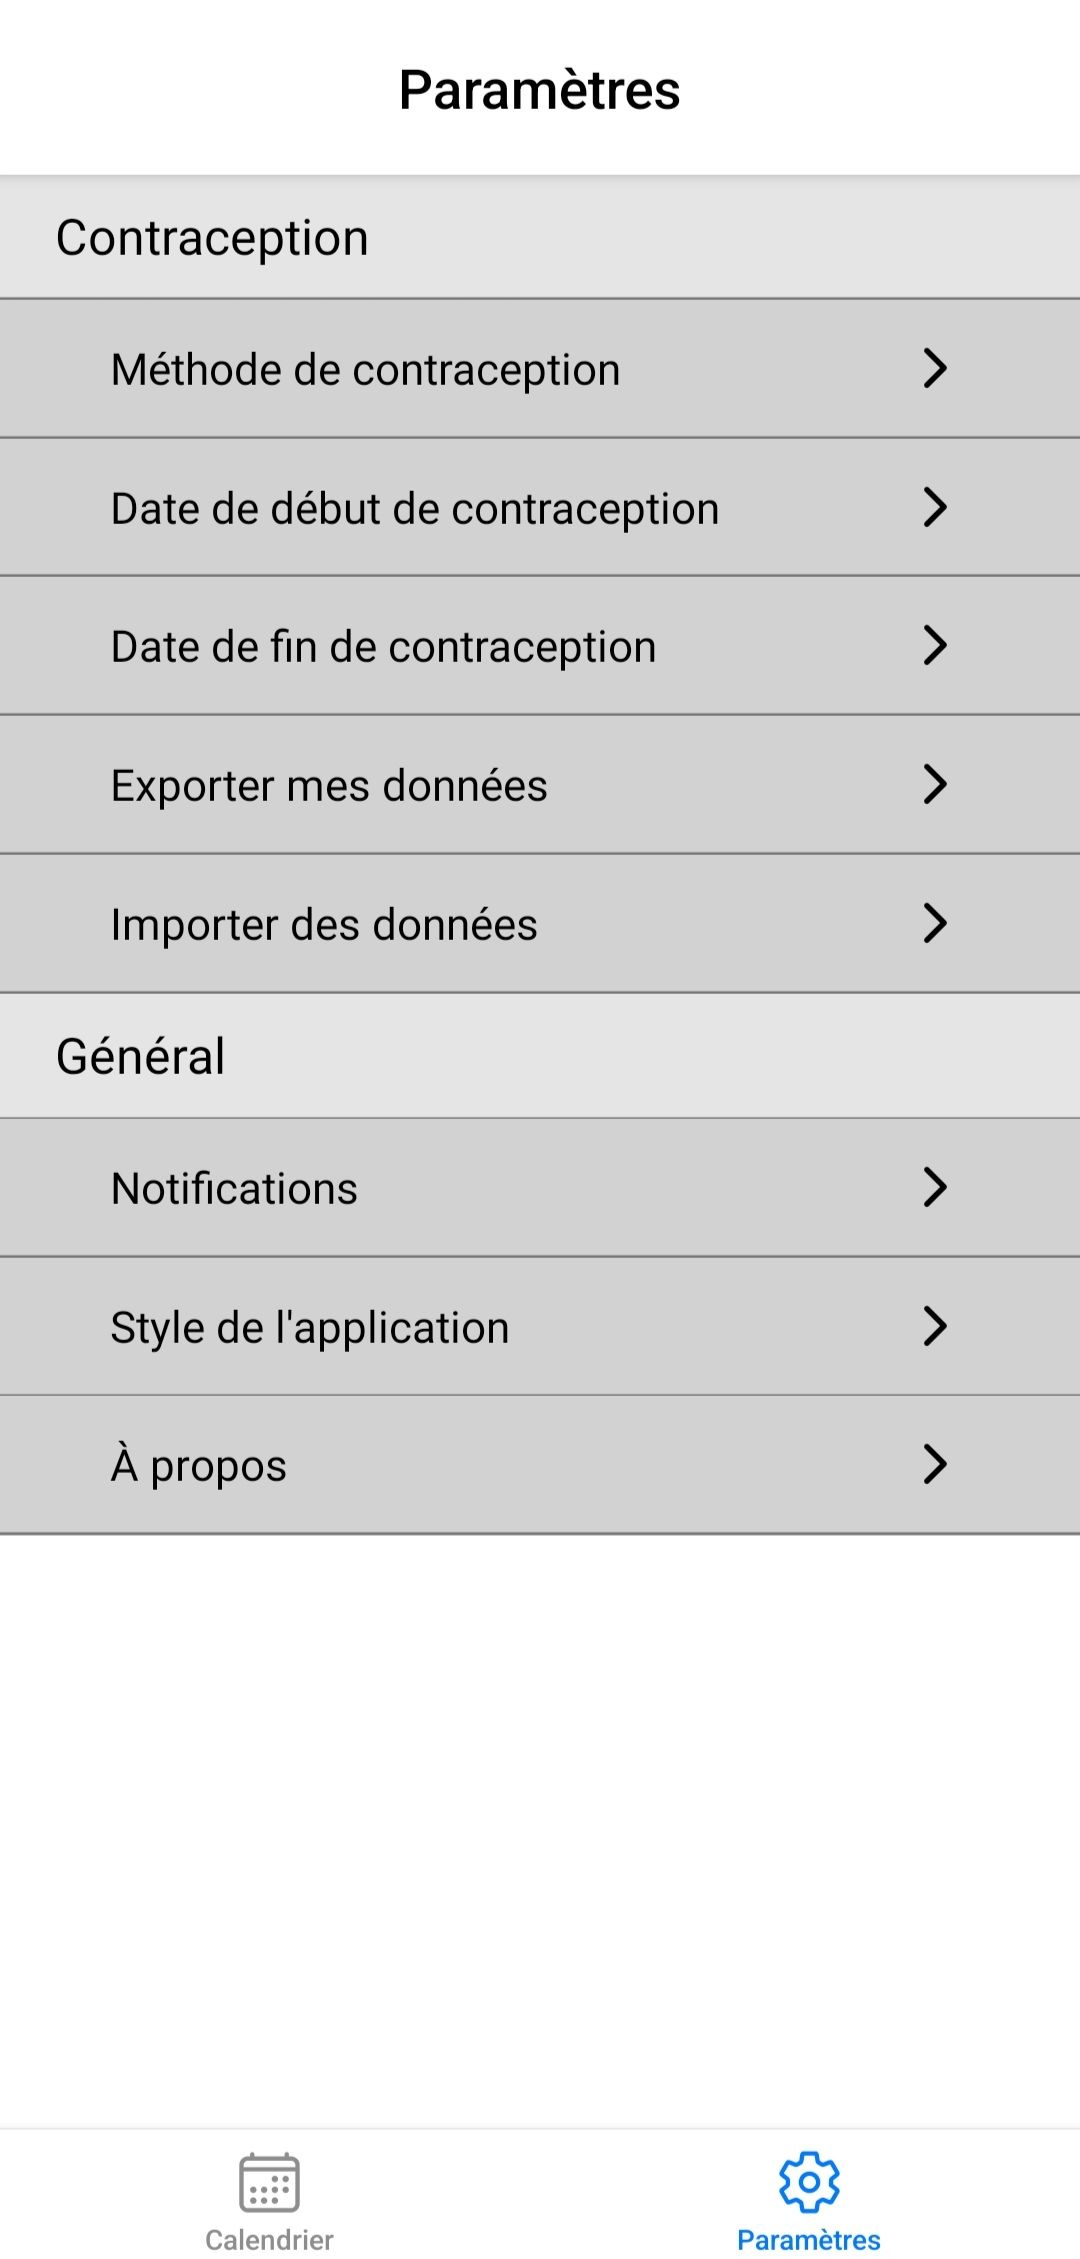 Paramètres
Contraception
Méthode de contraception
Date de début de contraception
Date de fin de contraception
Exporter mes données
Importer des données
Général
Notifications
Style de l'application
À propos
Calendrier
Paramètres